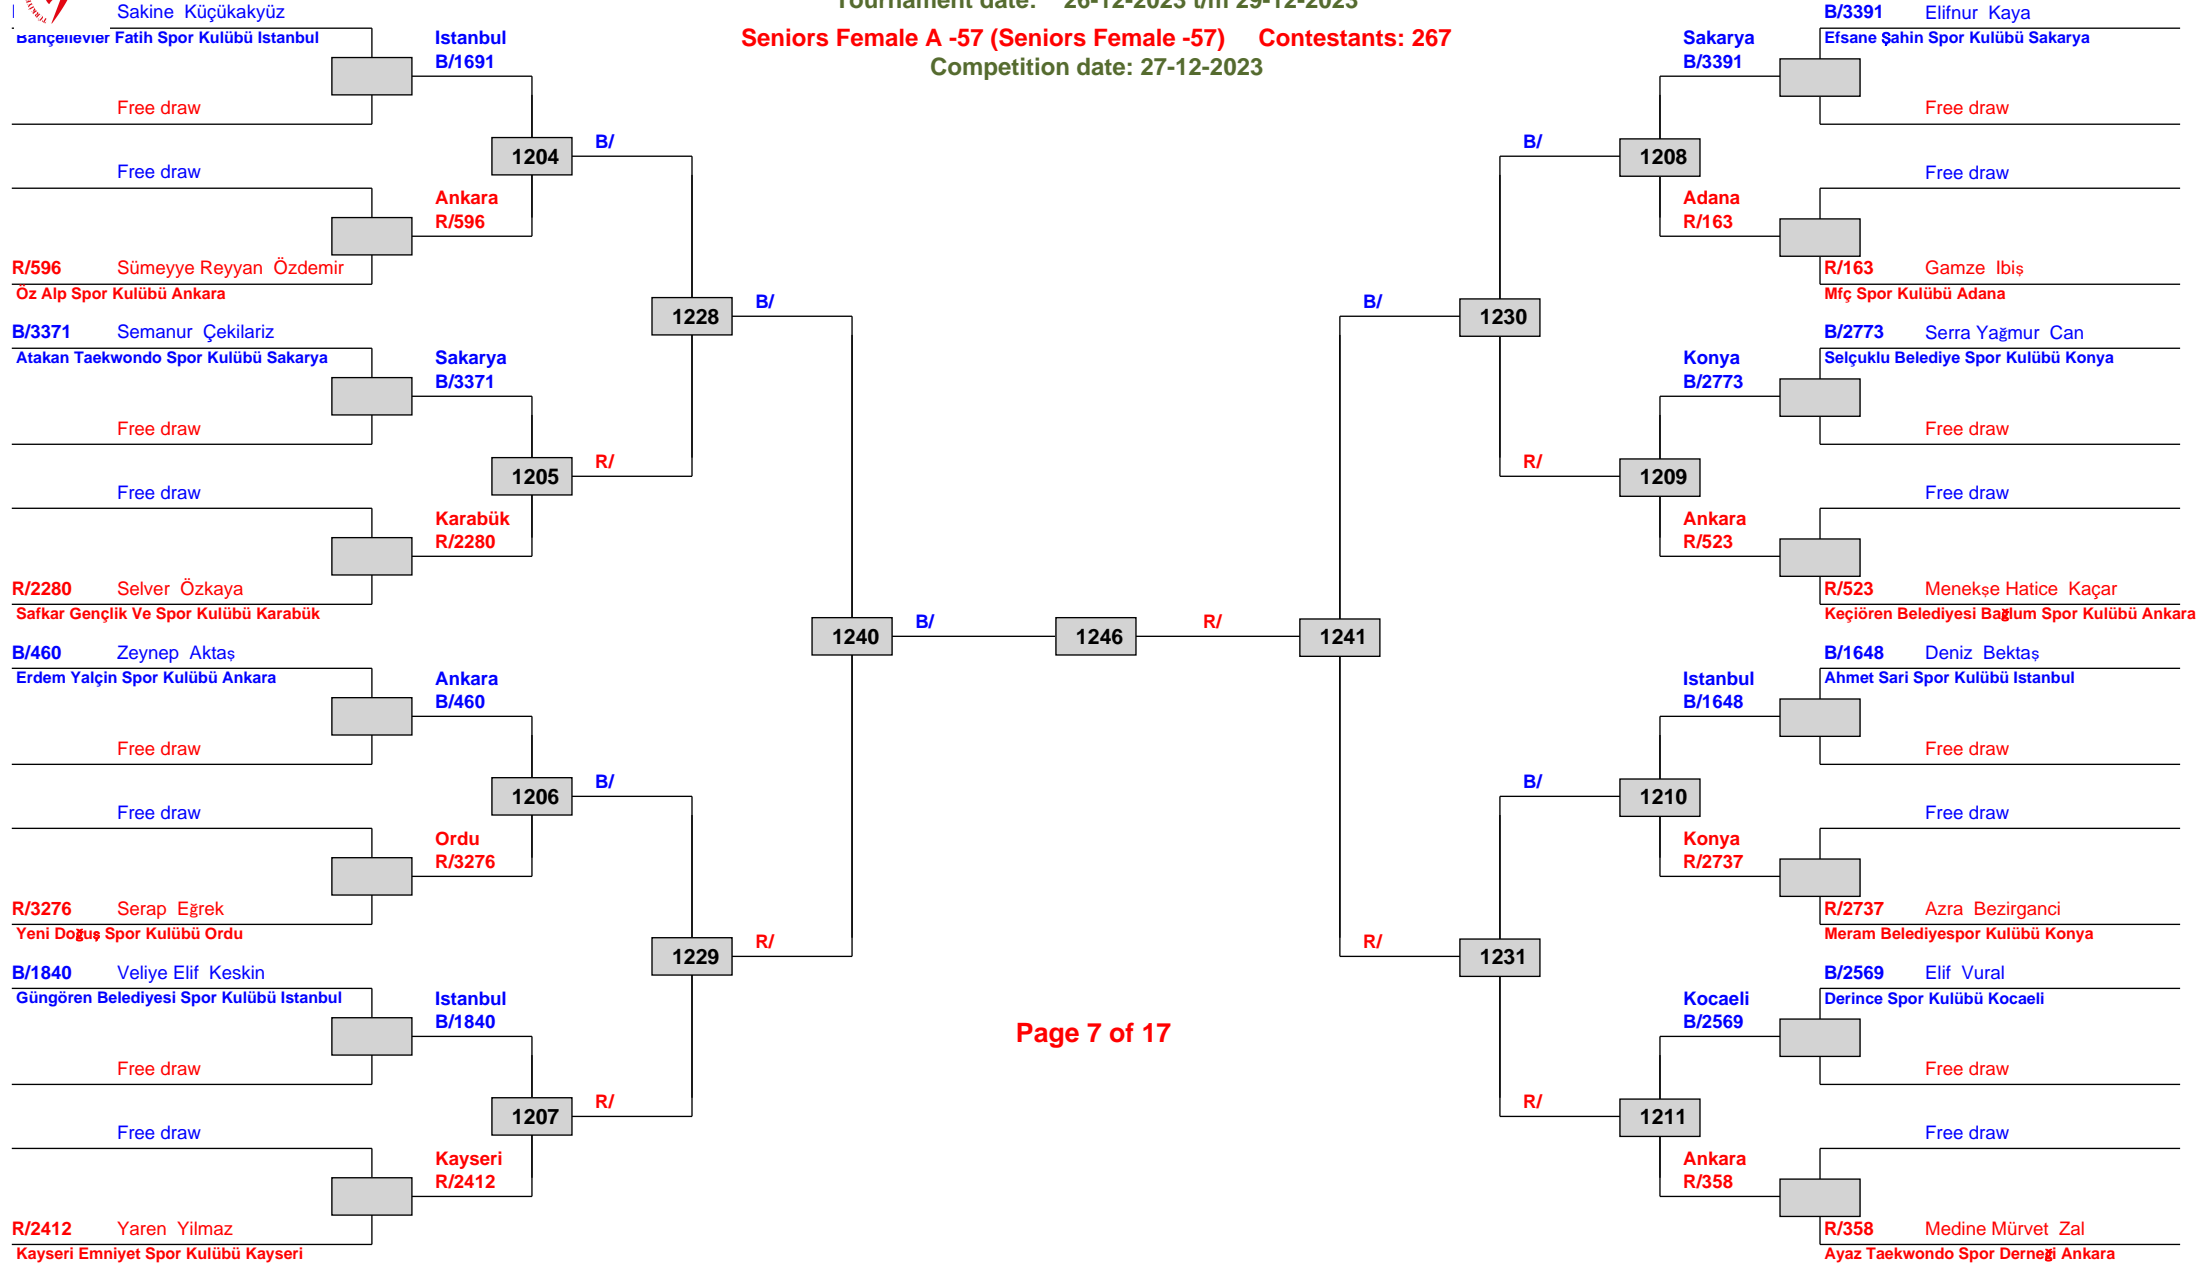 Tournament date: 26-12-2023 t/m 29-12-2023
Seniors Female A -57 (Seniors Female -57) Contestants: 267
Competition date: 27-12-2023
Sakine Küçükakyüz
Bahçelievler Fatih Spor Kulübü Istanbul
Free draw
Free draw
R/596 Sümeyye Reyyan Özdemir
Öz Alp Spor Kulübü Ankara
B/3371 Semanur Çekilariz
Atakan Taekwondo Spor Kulübü Sakarya
Free draw
Free draw
R/2280 Selver Özkaya
Safkar Gençlik Ve Spor Kulübü Karabük
B/460 Zeynep Aktaş
Erdem Yalçin Spor Kulübü Ankara
Free draw
Free draw
R/3276 Serap Eğrek
Yeni Doğuş Spor Kulübü Ordu
B/1840 Veliye Elif Keskin
Güngören Belediyesi Spor Kulübü Istanbul
Free draw
Free draw
R/2412 Yaren Yilmaz
Kayseri Emniyet Spor Kulübü Kayseri
Istanbul
B/1691
1204
Ankara
R/596
Sakarya
B/3371
1205
Karabük
R/2280
Ankara
B/460
1206
Ordu
R/3276
Istanbul
B/1840
1207
Kayseri
R/2412
B/
1228
R/
B/
1229
R/
B/
1240
R/
B/
1246
R/
Page 7 of 17
B/
1241
R/
B/
1230
R/
B/
1231
R/
Sakarya
B/3391
1208
Adana
R/163
Konya
B/2773
1209
Ankara
R/523
Istanbul
B/1648
1210
Konya
R/2737
Kocaeli
B/2569
1211
Ankara
R/358
B/3391 Elifnur Kaya
Efsane Şahin Spor Kulübü Sakarya
Free draw
Free draw
R/163 Gamze Ibiş
Mfç Spor Kulübü Adana
B/2773 Serra Yağmur Can
Selçuklu Belediye Spor Kulübü Konya
Free draw
Free draw
R/523 Menekşe Hatice Kaçar
Keçiören Belediyesi Bağlum Spor Kulübü Ankara
B/1648 Deniz Bektaş
Ahmet Sari Spor Kulübü Istanbul
Free draw
Free draw
R/2737 Azra Bezirganci
Meram Belediyespor Kulübü Konya
B/2569 Elif Vural
Derince Spor Kulübü Kocaeli
Free draw
Free draw
R/358 Medine Mürvet Zal
Ayaz Taekwondo Spor Derneği Ankara